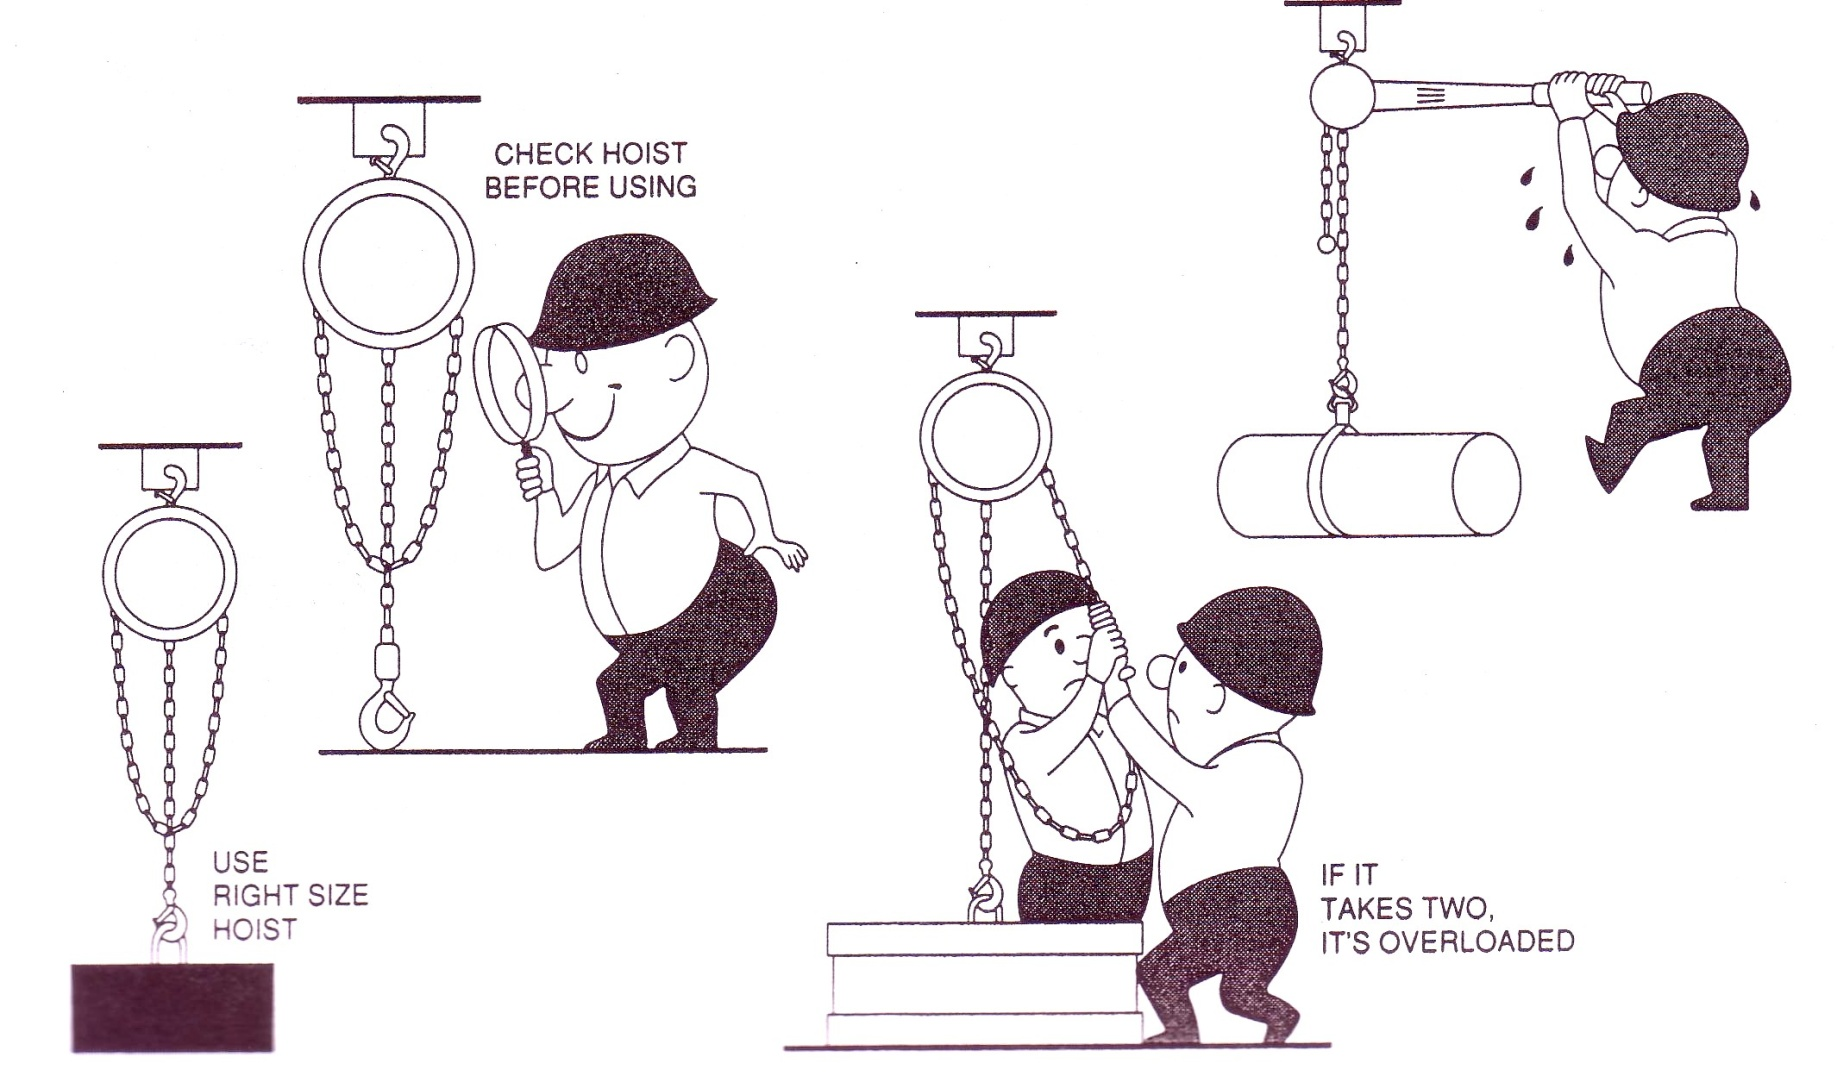 CHECK HOIST
BEFORE USING
USE
RIGHT SIZE
HOIST
IF IT
TAKES TWO,
IT'S OVERLOADED